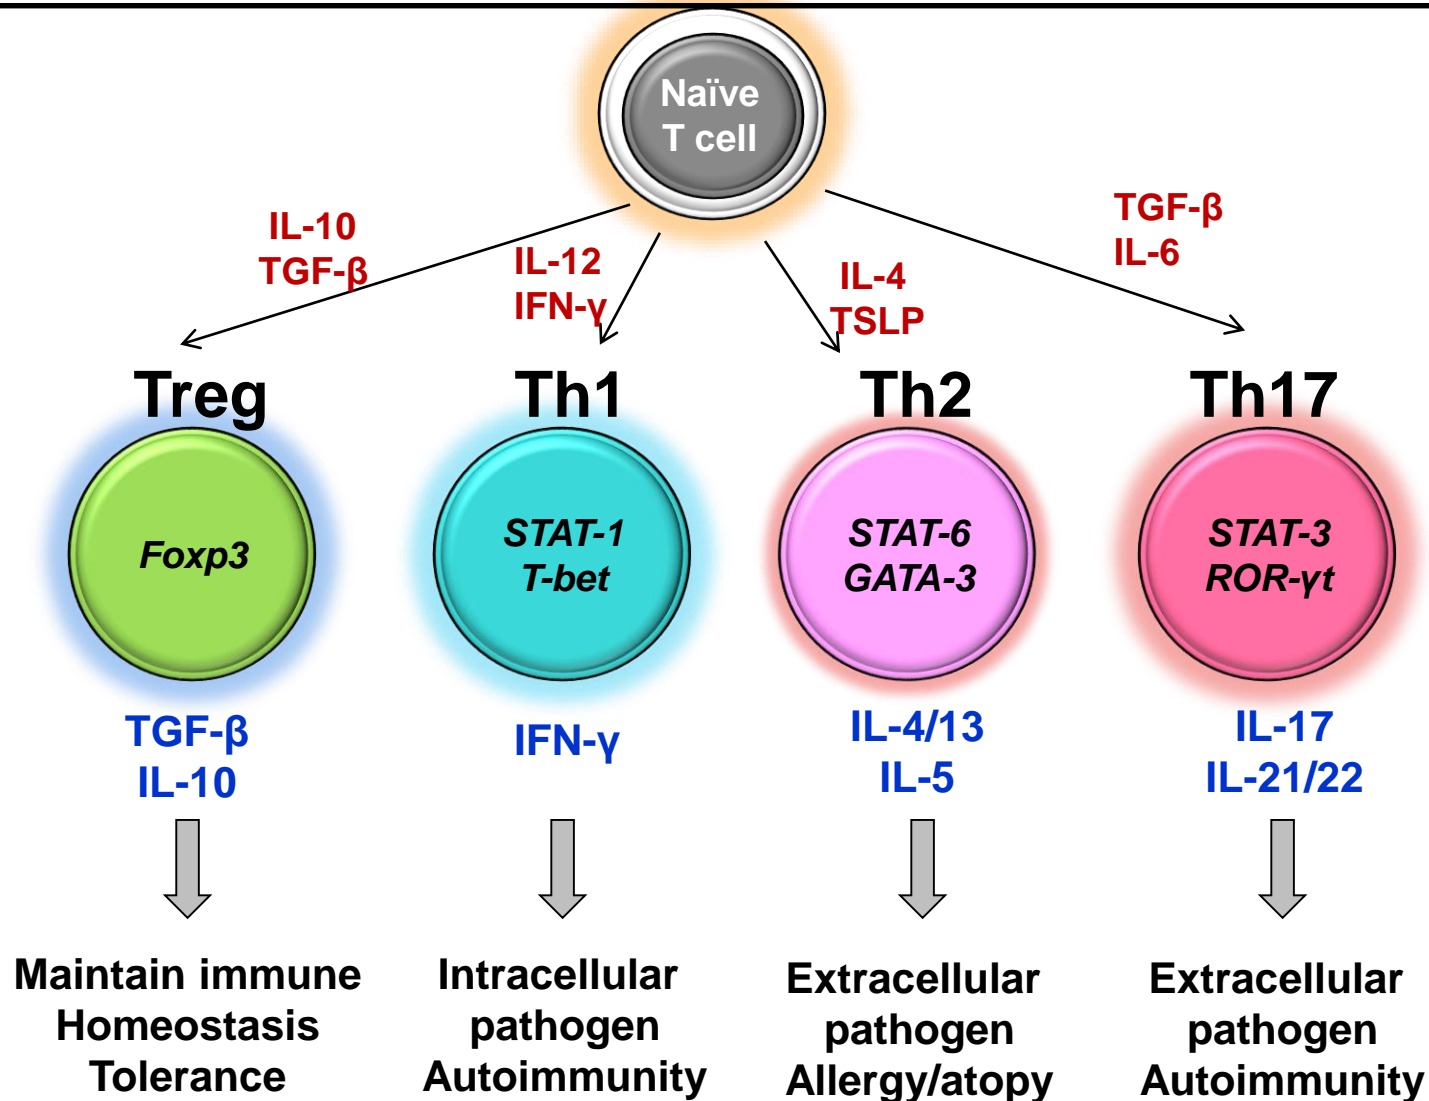 Naïve
T cell
IL-10
TGF-β
IL-12
IFN-γ
IL-4
TSLP
TGF-β
IL-6
Treg
Th1
Th2
Th17
Foxp3
STAT-1
T-bet
STAT-6
GATA-3
STAT-3
ROR-γt
TGF-β
IL-10
IFN-γ
IL-4/13
IL-5
IL-17
IL-21/22
Maintain immune
Homeostasis
Tolerance
Intracellular
pathogen
Autoimmunity
Extracellular
pathogen
Allergy/atopy
Extracellular
pathogen
Autoimmunity